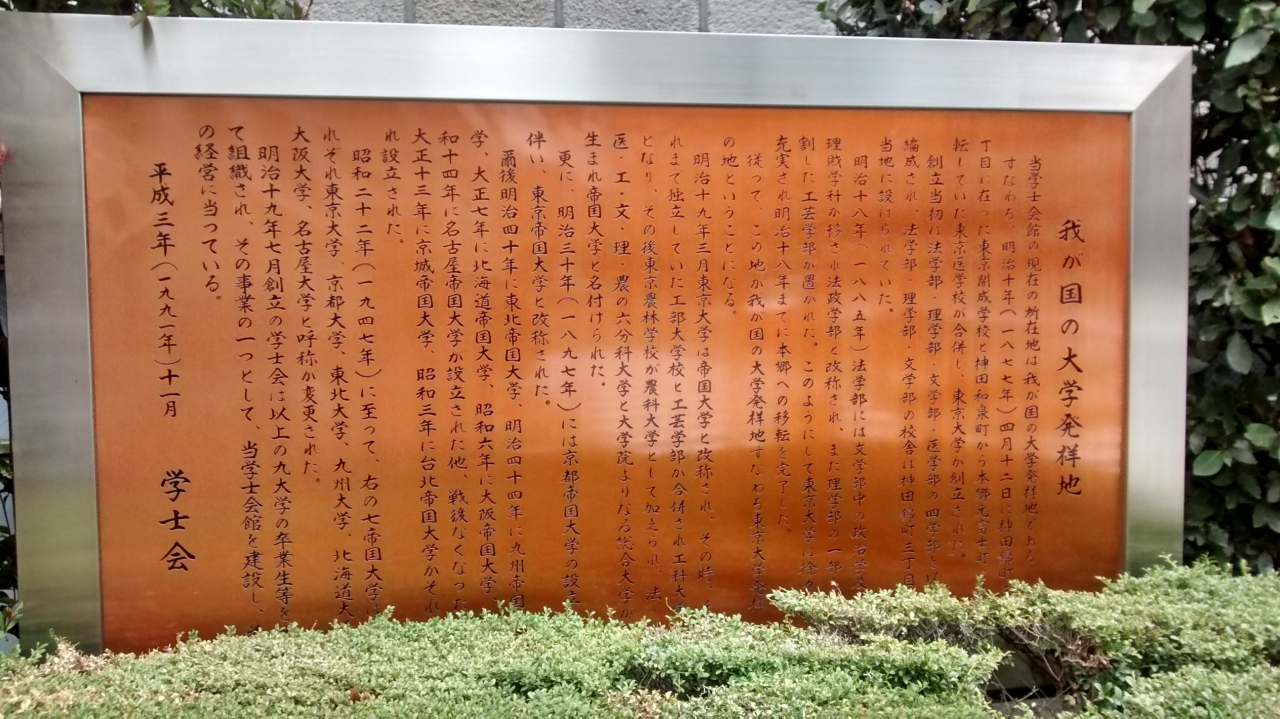 我が国の大学発祥地
当学士会館の現在の所在地は我が国の大学発祥地である。
すなわち、明治十年(一八七七年)四月十二日に神田錦町
丁目に在った東京開成学校と神田和泉町から本郷元富士町
転していた東京医学校が合併し、東京大学が創立された。
創立当初は法学部・理学部・文学部・医学部の四学部を以
編成され、法学部・理学部・文学部の校舎は神田錦町三丁目
当地に設けられていた。
明治十八年(一八八五年)法学部には文学部中の政治学及
理財学科が移され法政学部と改称され、また理学部の一部
割した工芸学部が置かれた。このようにして東京大学は徐々
充実され明治十八年までに本郷への移転を完了した。
従って、この地が我が国の大学発祥地すなわち東京大学発祥
の地ということになる。
明治十九年三月東京大学は帝国大学と改称され、その時
れまで独立していた工部大学校と工芸学部が合併され工科大学
となり、その後東京農林学校が農科大学として加えられ、法・
医・工・文・理・農の六分科大学と大学院よりなる総合大学が
生まれ帝国大学と名付けられた。
更に、明治三十年(一八九七年)には京都帝国大学の設立
伴い、東京帝国大学と改称された。
爾後明治四十年に東北帝国大学、明治四十四年に九州帝国
学、大正七年に北海道帝国大学、昭和六年に大阪帝国大学、
和十四年に名古屋帝国大学が設立された他、戦後なくなった
大正十三年に京城帝国大学、昭和三年に台北帝国大学がそれ
れ設立された。
昭和二十二年(一九四七年)に至って、右の七帝国大学は
れそれ東京大学、京都大学、東北大学、九州大学、北海道大
大阪大学、名古屋大学と呼称が変更された。
明治十九年七月創立の学士会は以上の九大学の卒業生等を
て組織され、その事業の一つとして、当学士会館を建設し、
の経営に当っている。
平成三年(一九九一年)十一月 学士会